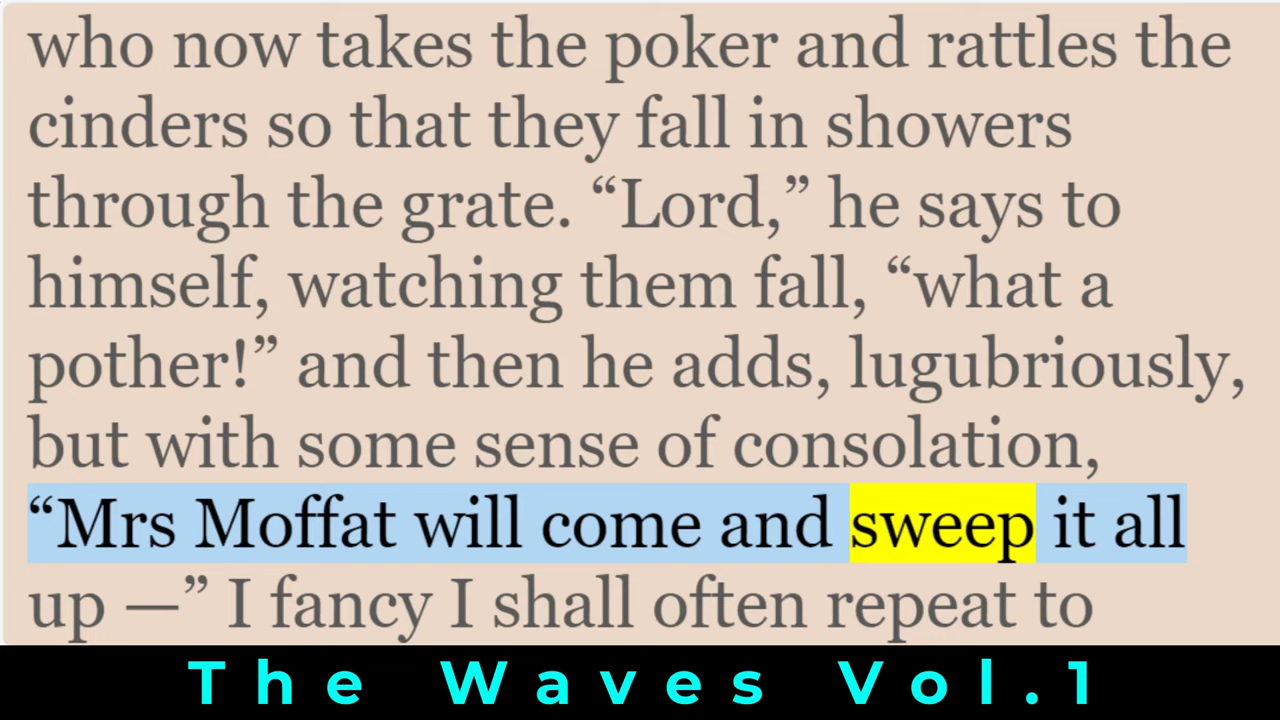 who now takes the poker and rattles the
cinders so that they fall in showers
through the grate. “Lord,” he says to
himself, watching them fall, “what a
pother!” and then he adds, lugubriously,
but with some sense of consolation,
“Mrs Moffat will come and sweep it all
up —” I fancy I shall often repeat to
The Waves Vol.1